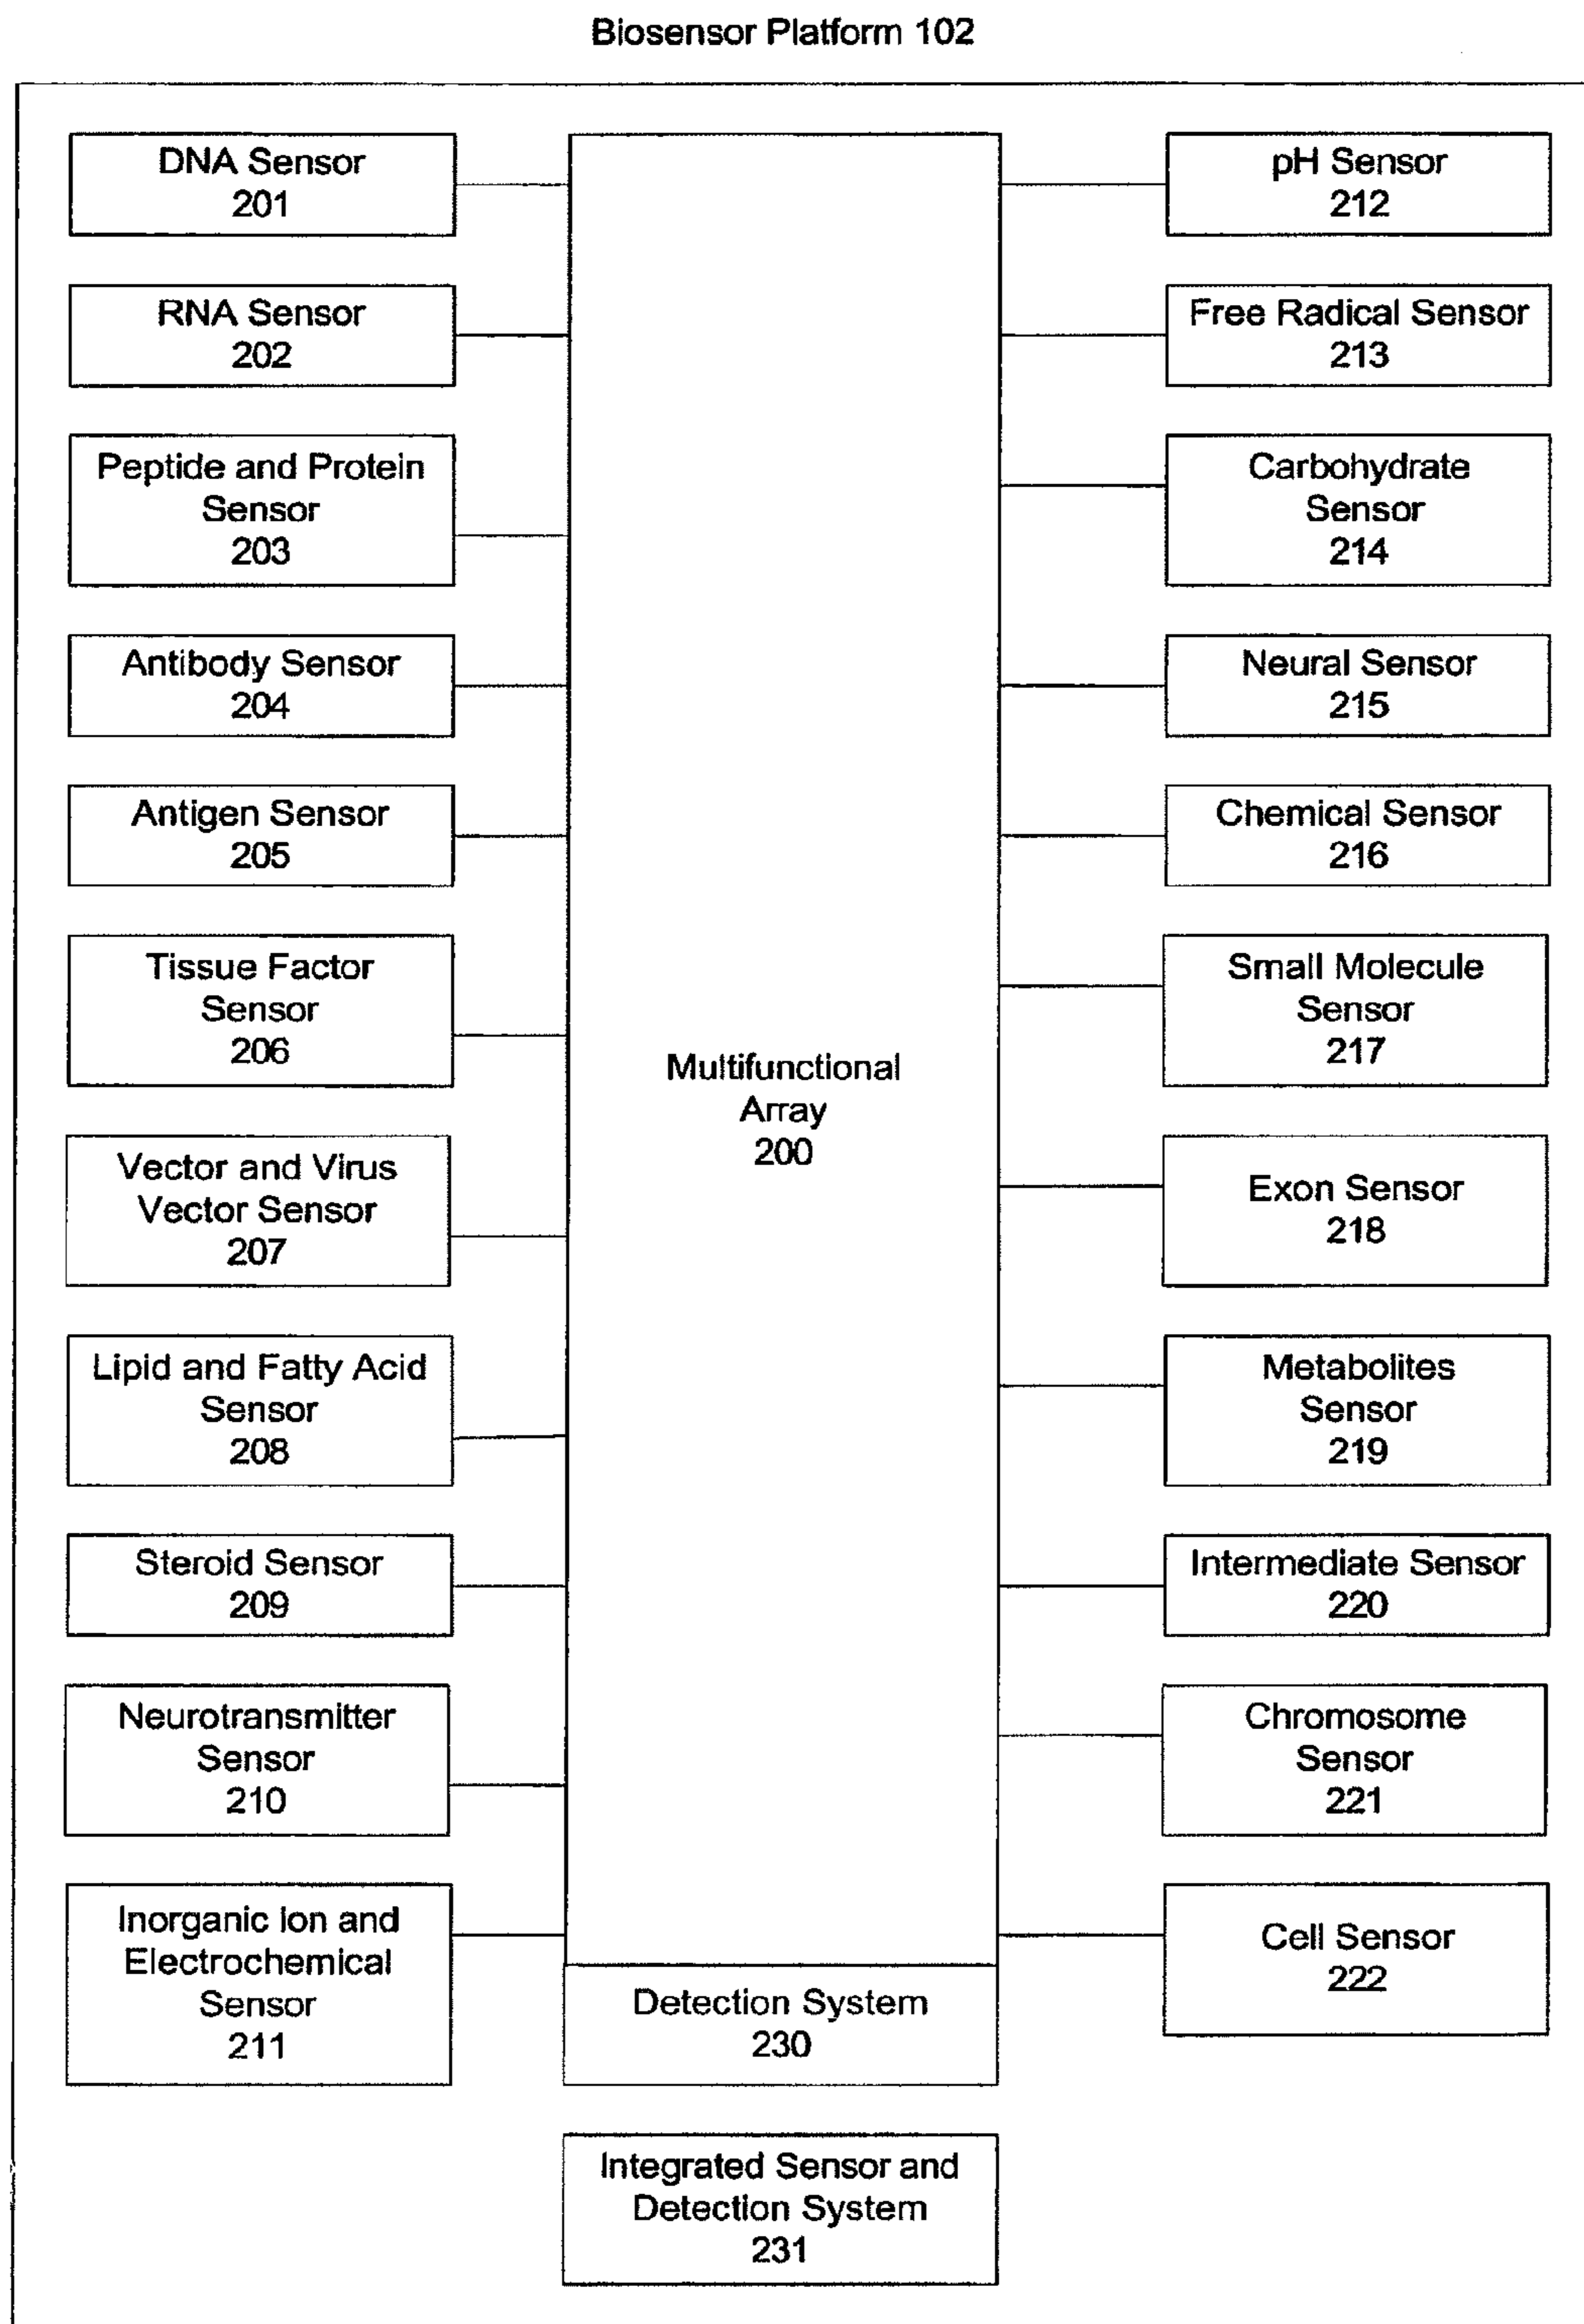 Biosensor Platform 102
DNA Sensor
201
RNA Sensor
202
Peptide and Protein
Sensor
203
Antibody Sensor
204
Antigen Sensor
205
Tissue Factor
Sensor
206
Vector and Virus
Vector Sensor
207
Lipid and Fatty Acid
Sensor
208
Steroid Sensor
209
Neurotransmitter
Sensor
210
Inorganic Ion and
Electrochemical
Sensor
211
Multifunctional
Array
200
Detection System
230
Integrated Sensor and
Detection System
231
pH Sensor
212
Free Radical Sensor
213
Carbohydrate
Sensor
214
Neural Sensor
215
Chemical Sensor
216
Small Molecule
Sensor
217
Exon Sensor
218
Metabolites
Sensor
219
Intermediate Sensor
220
Chromosome
Sensor
221
Cell Sensor
222